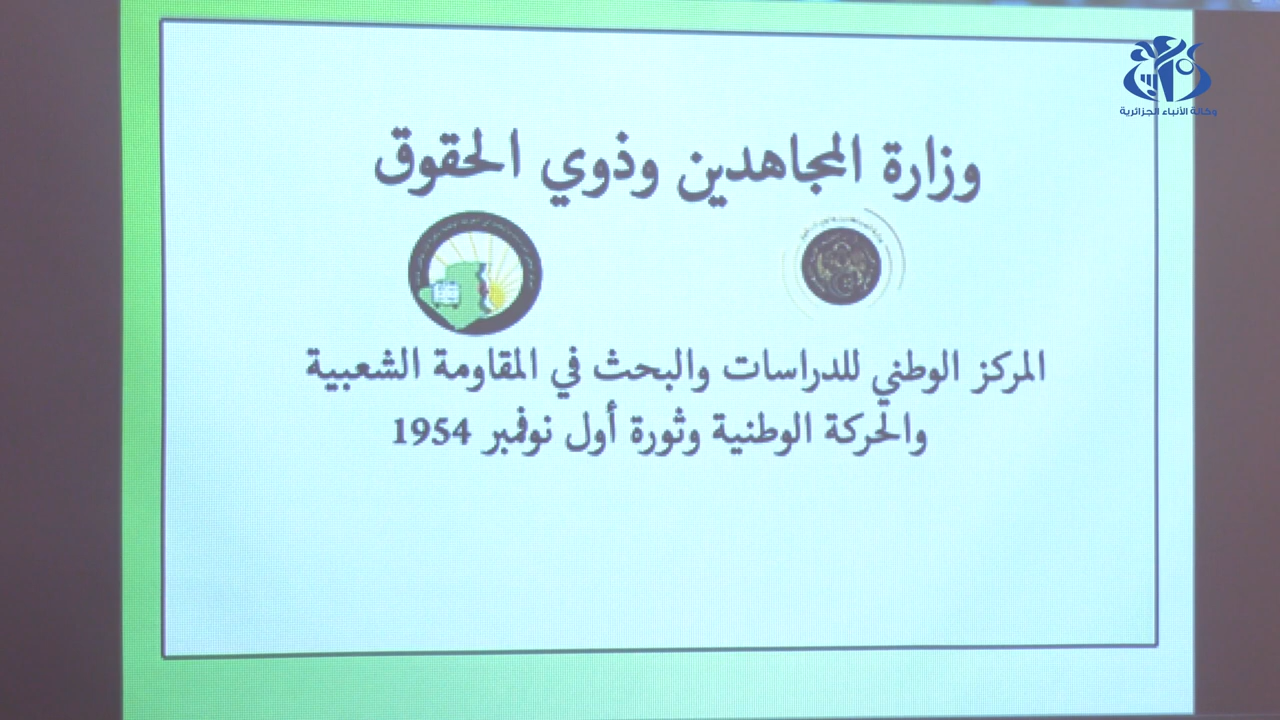 وكالة الأنباء الجزائرية
وزارة المجاهدين وذوي الحقوق
المركز الوطني للدراسات والبحث في المقاومة الشعبية
والحركة الوطنية وثورة أول نوفمبر 1954